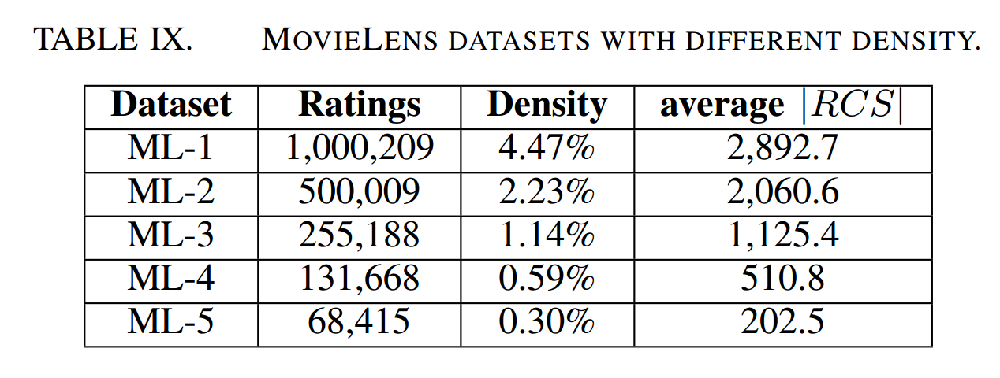 TABLE IX. MOVIELENS DATASETS WITH DIFFERENT DENSITY.
Dataset Ratings Density average |RCS|
ML-1 1,000,209 4.47% 2,892.7
ML-2 500,009 2.23% 2,060.6
ML-3 255,188 1.14% 1,125.4
ML-4 131,668 0.59% 510.8
ML-5 68,415 0.30% 202.5